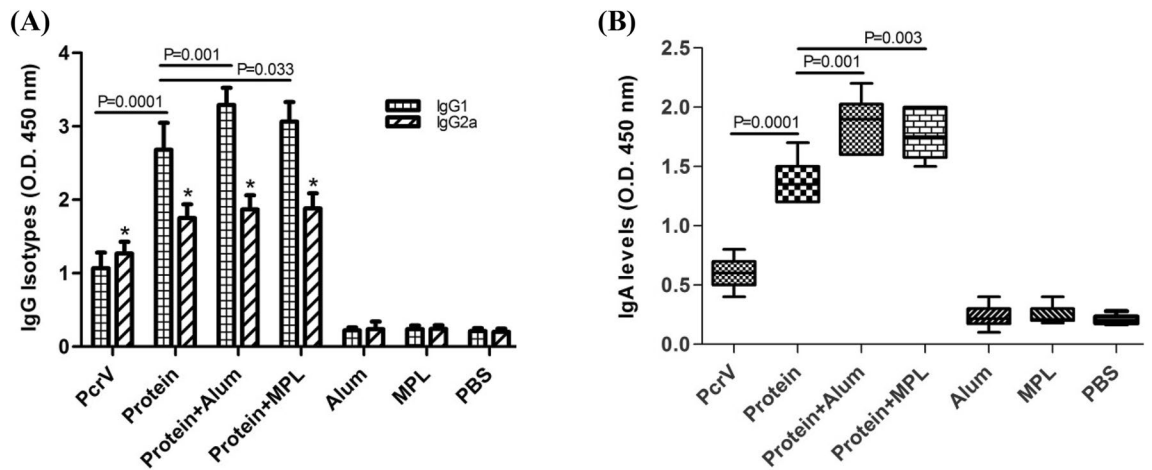 (A)
IgG Isotypes (O.D. 450 nm)
4
3
2
1
0
P=0.001
P=0.033
P=0.0001
IgG1
IgG2a
*
*
*
*
PcrV
Protein
Protein+Alum
Protein+MPL
Alum
MPL
PBS
(B)
IgA levels (O.D. 450 nm)
2.5
2.0
1.5
1.0
0.5
0.0
P=0.003
P=0.001
P=0.0001
PcrV
Protein
Protein+Alum
Protein+MPL
Alum
MPL
PBS